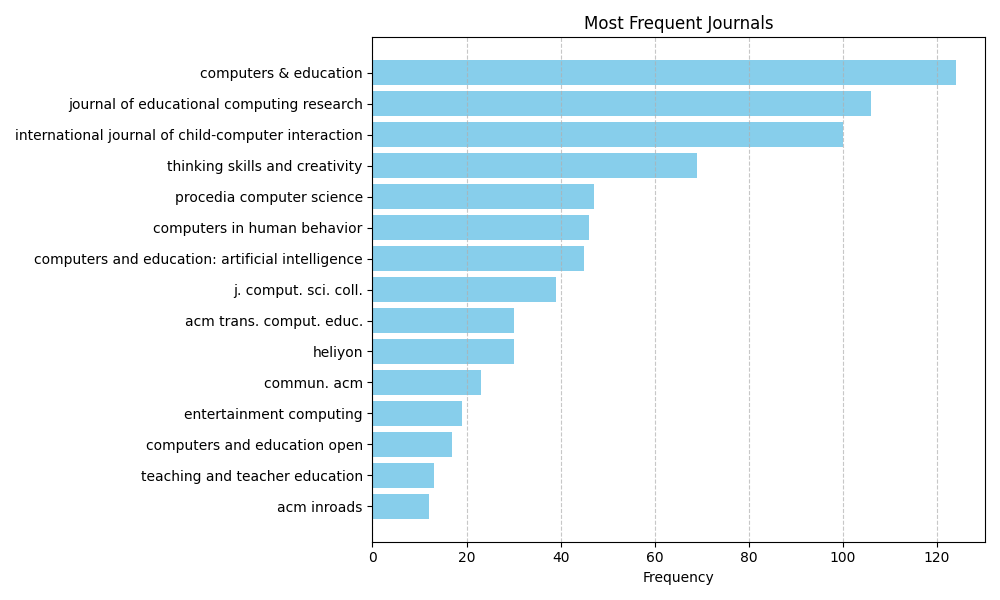 Most Frequent Journals
computers & education
journal of educational computing research
international journal of child-computer interaction
thinking skills and creativity
procedia computer science
computers in human behavior
computers and education: artificial intelligence
j. comput. sci. coll.
acm trans. comput. educ.
heliyon
commun. acm
entertainment computing
computers and education open
teaching and teacher education
acm inroads
0 20 40 60 80 100 120
Frequency